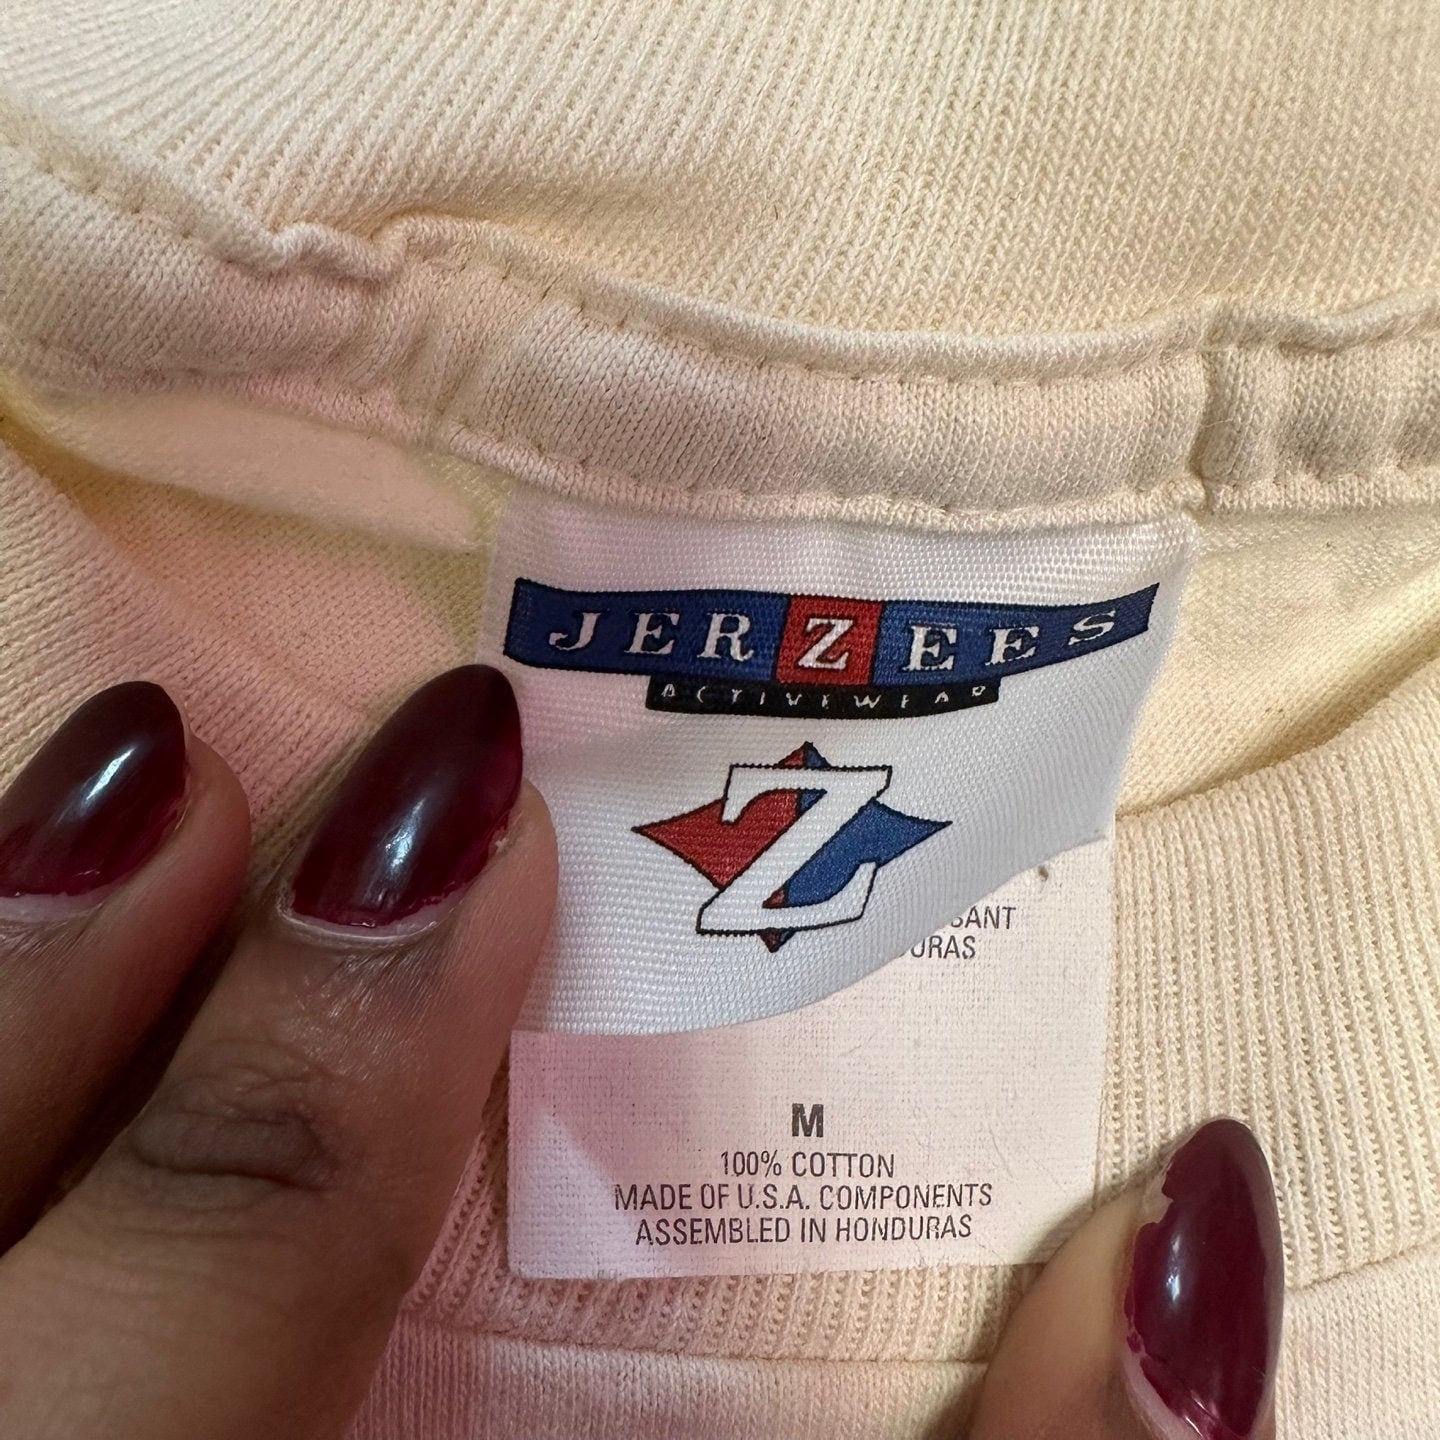 JERZEES
ACTIVEWEAR
Z
M
100% COTTON
MADE OF U.S.A. COMPONENTS
ASSEMBLED IN HONDURAS